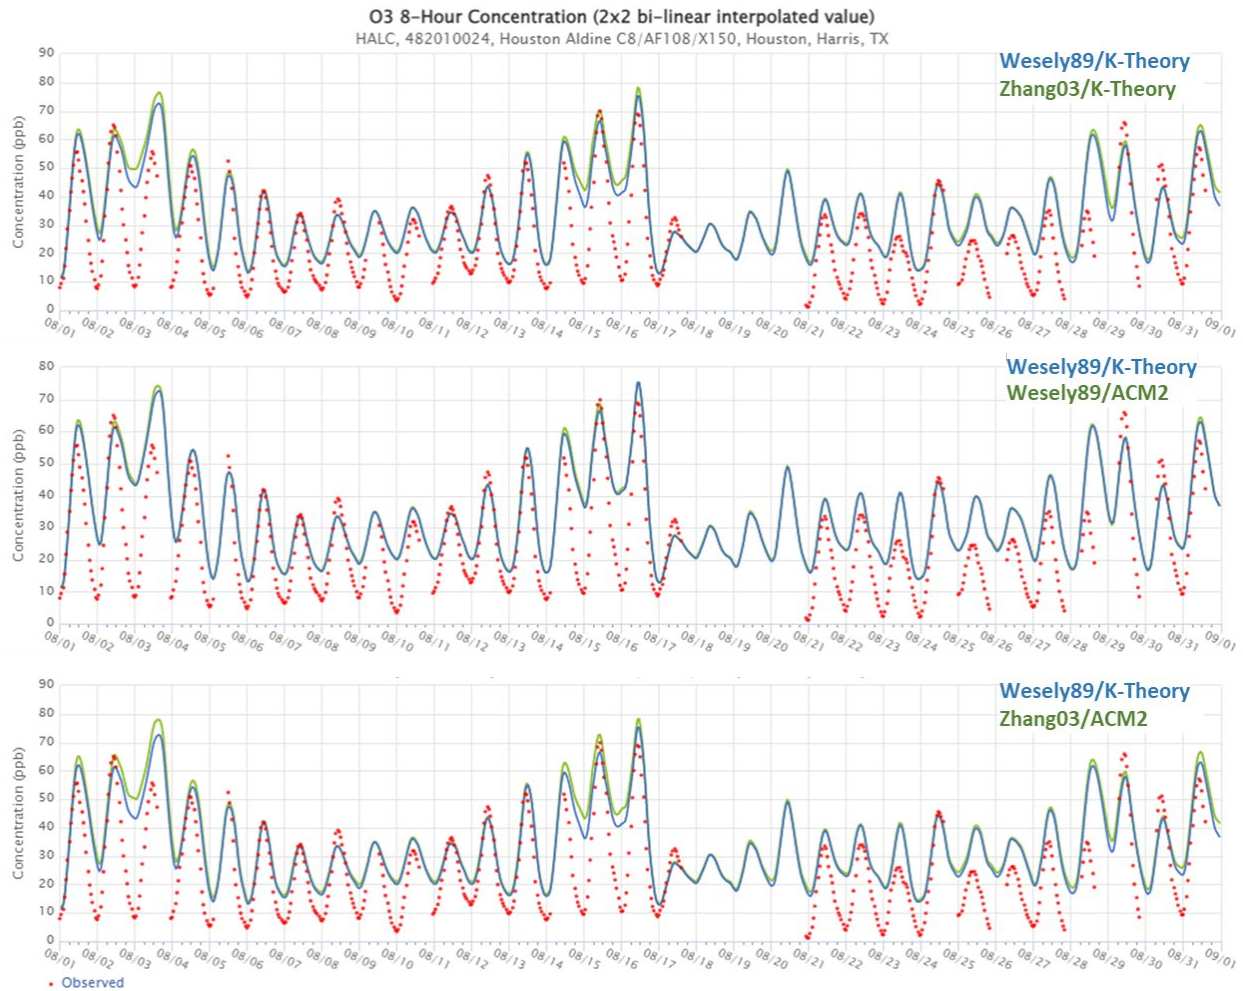 O3 8-Hour Concentration (2x2 bi-linear interpolated value)
HALC, 482010024, Houston Aldine C8/AF108/X150, Houston, Harris, TX
Wesely89/K-Theory
Zhang03/K-Theory
Concentration (ppb)
90
80
70
60
50
40
30
20
10
0
08/01 08/02 08/03 08/04 08/05 08/06 08/07 08/08 08/09 08/10 08/11 08/12 08/13 08/14 08/15 08/16 08/17 08/18 08/19 08/20 08/21 08/22 08/23 08/24 08/25 08/26 08/27 08/28 08/29 08/30 08/31 09/01
Wesely89/K-Theory
Wesely89/ACM2
Concentration (ppb)
80
70
60
50
40
30
20
10
0
08/01 08/02 08/03 08/04 08/05 08/06 08/07 08/08 08/09 08/10 08/11 08/12 08/13 08/14 08/15 08/16 08/17 08/18 08/19 08/20 08/21 08/22 08/23 08/24 08/25 08/26 08/27 08/28 08/29 08/30 08/31 09/01
Wesely89/K-Theory
Zhang03/ACM2
Concentration (ppb)
90
80
70
60
50
40
30
20
10
0
08/01 08/02 08/03 08/04 08/05 08/06 08/07 08/08 08/09 08/10 08/11 08/12 08/13 08/14 08/15 08/16 08/17 08/18 08/19 08/20 08/21 08/22 08/23 08/24 08/25 08/26 08/27 08/28 08/29 08/30 08/31 09/01
Observed